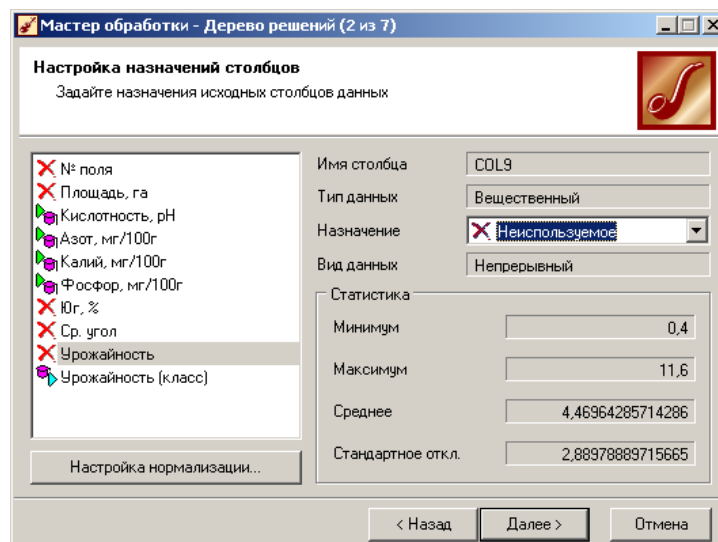 Мастер обработки - Дерево решений (2 из 7)
Настройка назначений столбцов
Задайте назначения исходных столбцов данных
№ поля
Площадь, га
Кислотность, pH
Азот, мг/100г
Калий, мг/100г
Фосфор, мг/100г
Юг, %
Ср. угол
Урожайность
Урожайность (класс)
Настройка нормализации...
Имя столбца COL9
Тип данных Вещественный
Назначение Неиспользуемое
Вид данных Непрерывный
Статистика
Минимум 0,4
Максимум 11,6
Среднее 4,46964285714286
Стандартное откл. 2,88978889715665
< Назад Далее > Отмена